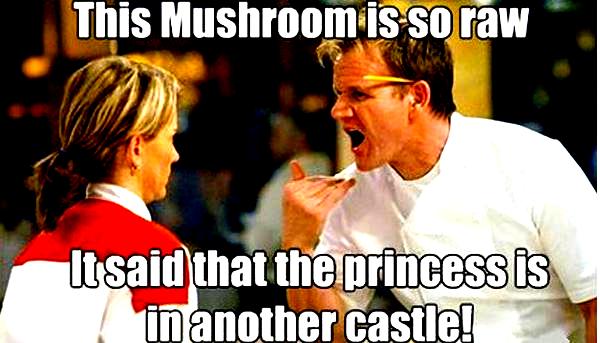 This Mushroom is so raw
It said that the princess is
in another castle!